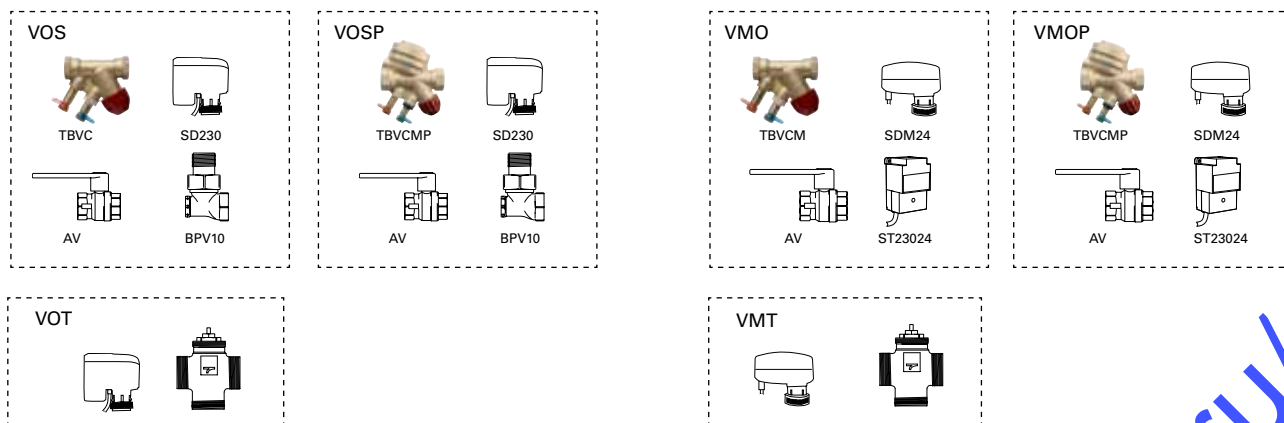 VOS
TBVC SD230
AV BPV10
VOSP
TBVCMP SD230
AV BPV10
VMO
TBVCM SDM24
AV ST23024
VMOP
TBVCMP SDM24
AV ST23024
VOT
VMT